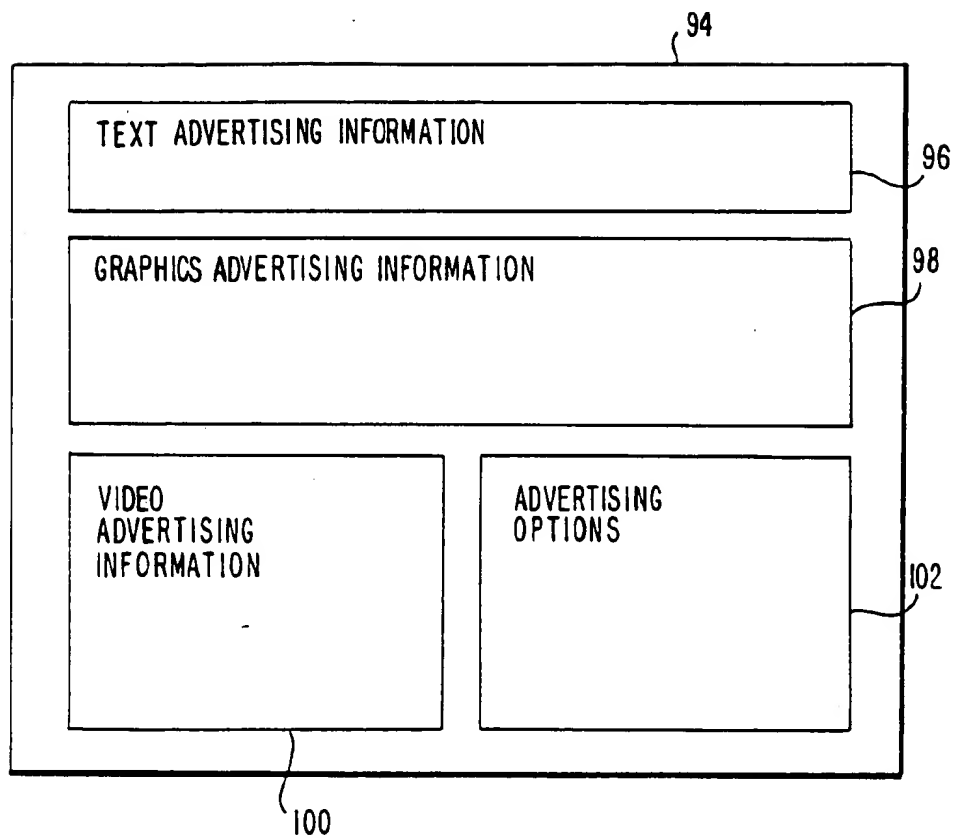 94
TEXT ADVERTISING INFORMATION
96
GRAPHICS ADVERTISING INFORMATION
98
VIDEO
ADVERTISING
INFORMATION
ADVERTISING
OPTIONS
102
100